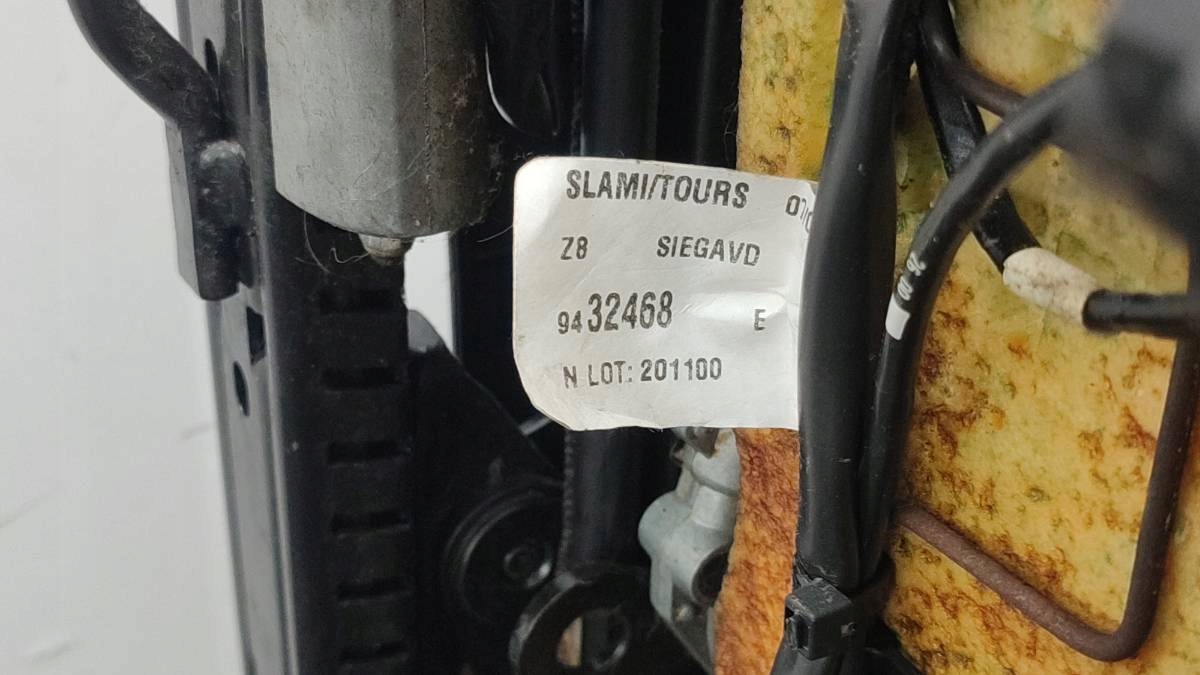 SLAMI/TOURS
Z8 SIEGAVD
9432468 E
N LOT: 201100